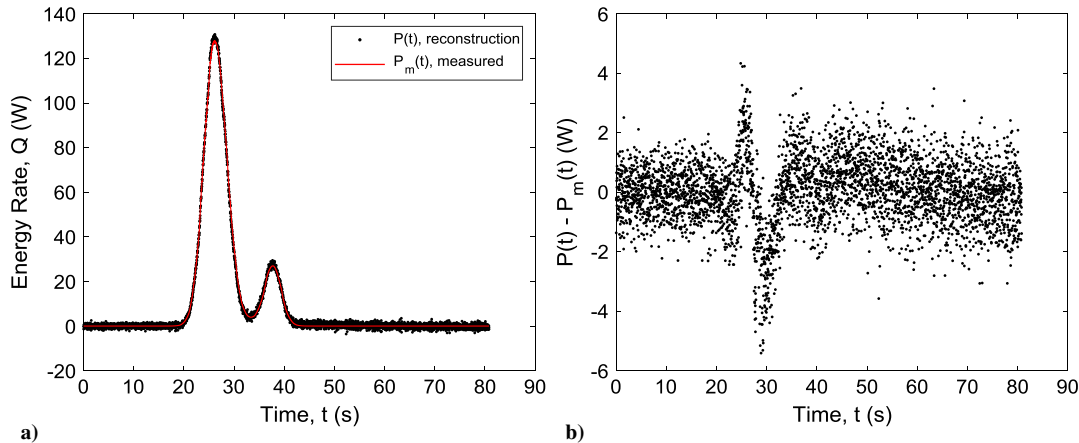 140
120
100
80
60
40
20
0
-20
Energy Rate, Q (W)
P(t), reconstruction
P_m(t), measured
0 10 20 30 40 50 60 70 80 90
Time, t (s)
a)
6
4
2
0
-2
-4
-6
P(t) - P_m(t) (W)
0 10 20 30 40 50 60 70 80 90
Time, t (s)
b)